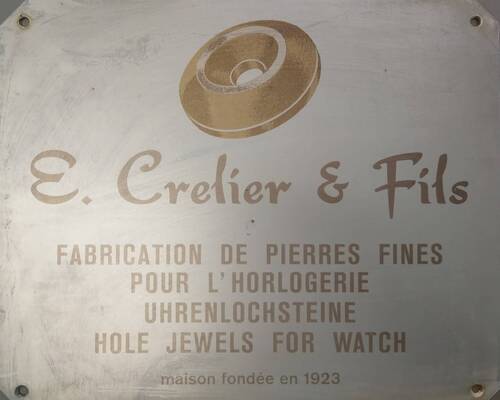 E. Crelier & Fils
FABRICATION DE PIERRES FINES
POUR L'HORLOGERIE
UHRENLOCHSTEINE
HOLE JEWELS FOR WATCH
maison fondée en 1923